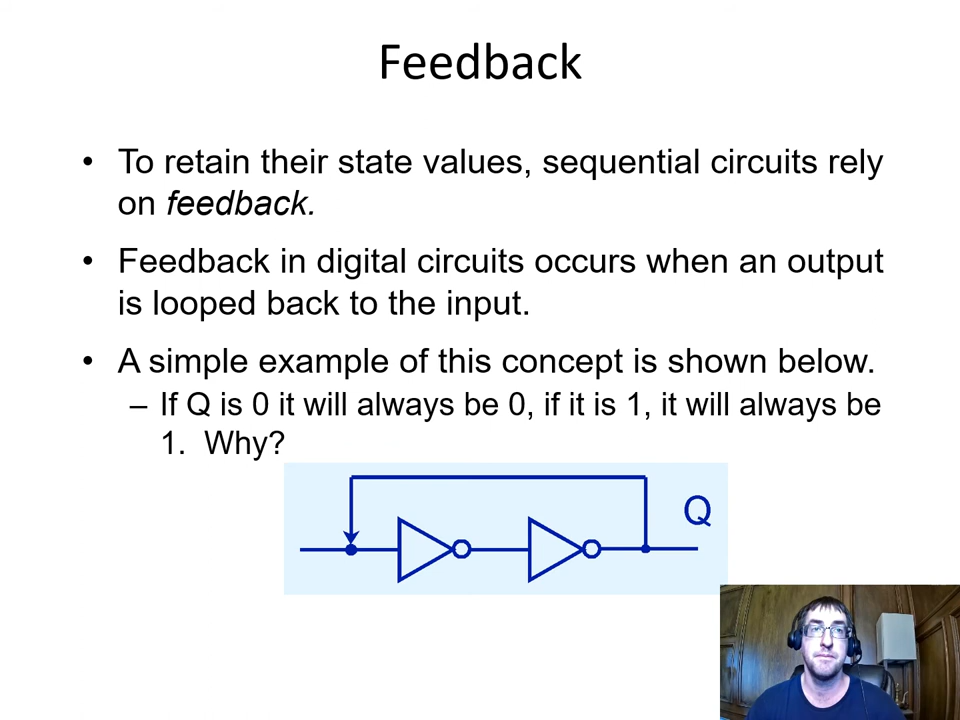 Feedback
• To retain their state values, sequential circuits rely
on feedback.
• Feedback in digital circuits occurs when an output
is looped back to the input.
• A simple example of this concept is shown below.
– If Q is 0 it will always be 0, if it is 1, it will always be
1. Why?
Q